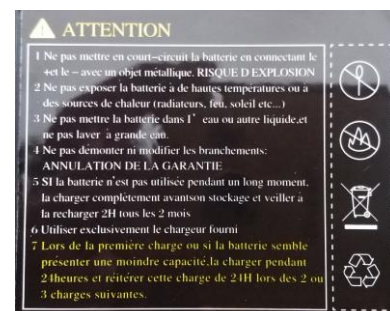 ATTENTION
1 Ne pas mettre en court-circuit la batterie en connectant le
+et le - avec un objet métallique. RISQUE D EXPLOSION
2 Ne pas exposer la batterie à de hautes temperatures ou à
des sources de chaleur (radiateurs, feu, soleil etc...)
3 Ne pas mettre la batterie dans l' eau ou autre liquide,et
ne pas laver à grande eau.
4 Ne pas démonter ni modifier les branchements:
ANNULATION DE LA GARANTIE
5 SI la batterie n'est pas utilisée pendant un long moment,
la charger complètement avantson stockage et veiller à
la recharger 2H tous les 2 mois
6 Utiliser exclusivement le chargeur fourni
7 Lors de la première charge ou si la batterie semble
présenter une moindre capacité,la charger pendant
24heures et réitérer cette charge de 24H lors des 2 ou
3 charges suivantes.